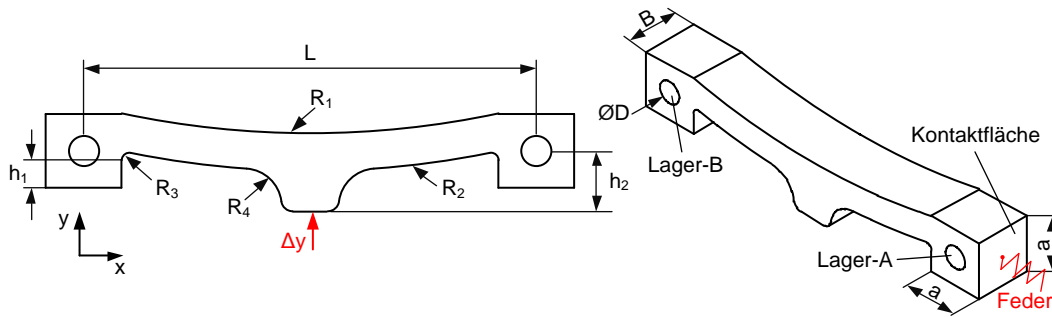 L
R1
h1
R3
R4
R2
h2
Δy
y
x
B
ØD
Lager-B
Kontaktfläche
Lager-A
a
a
Feder